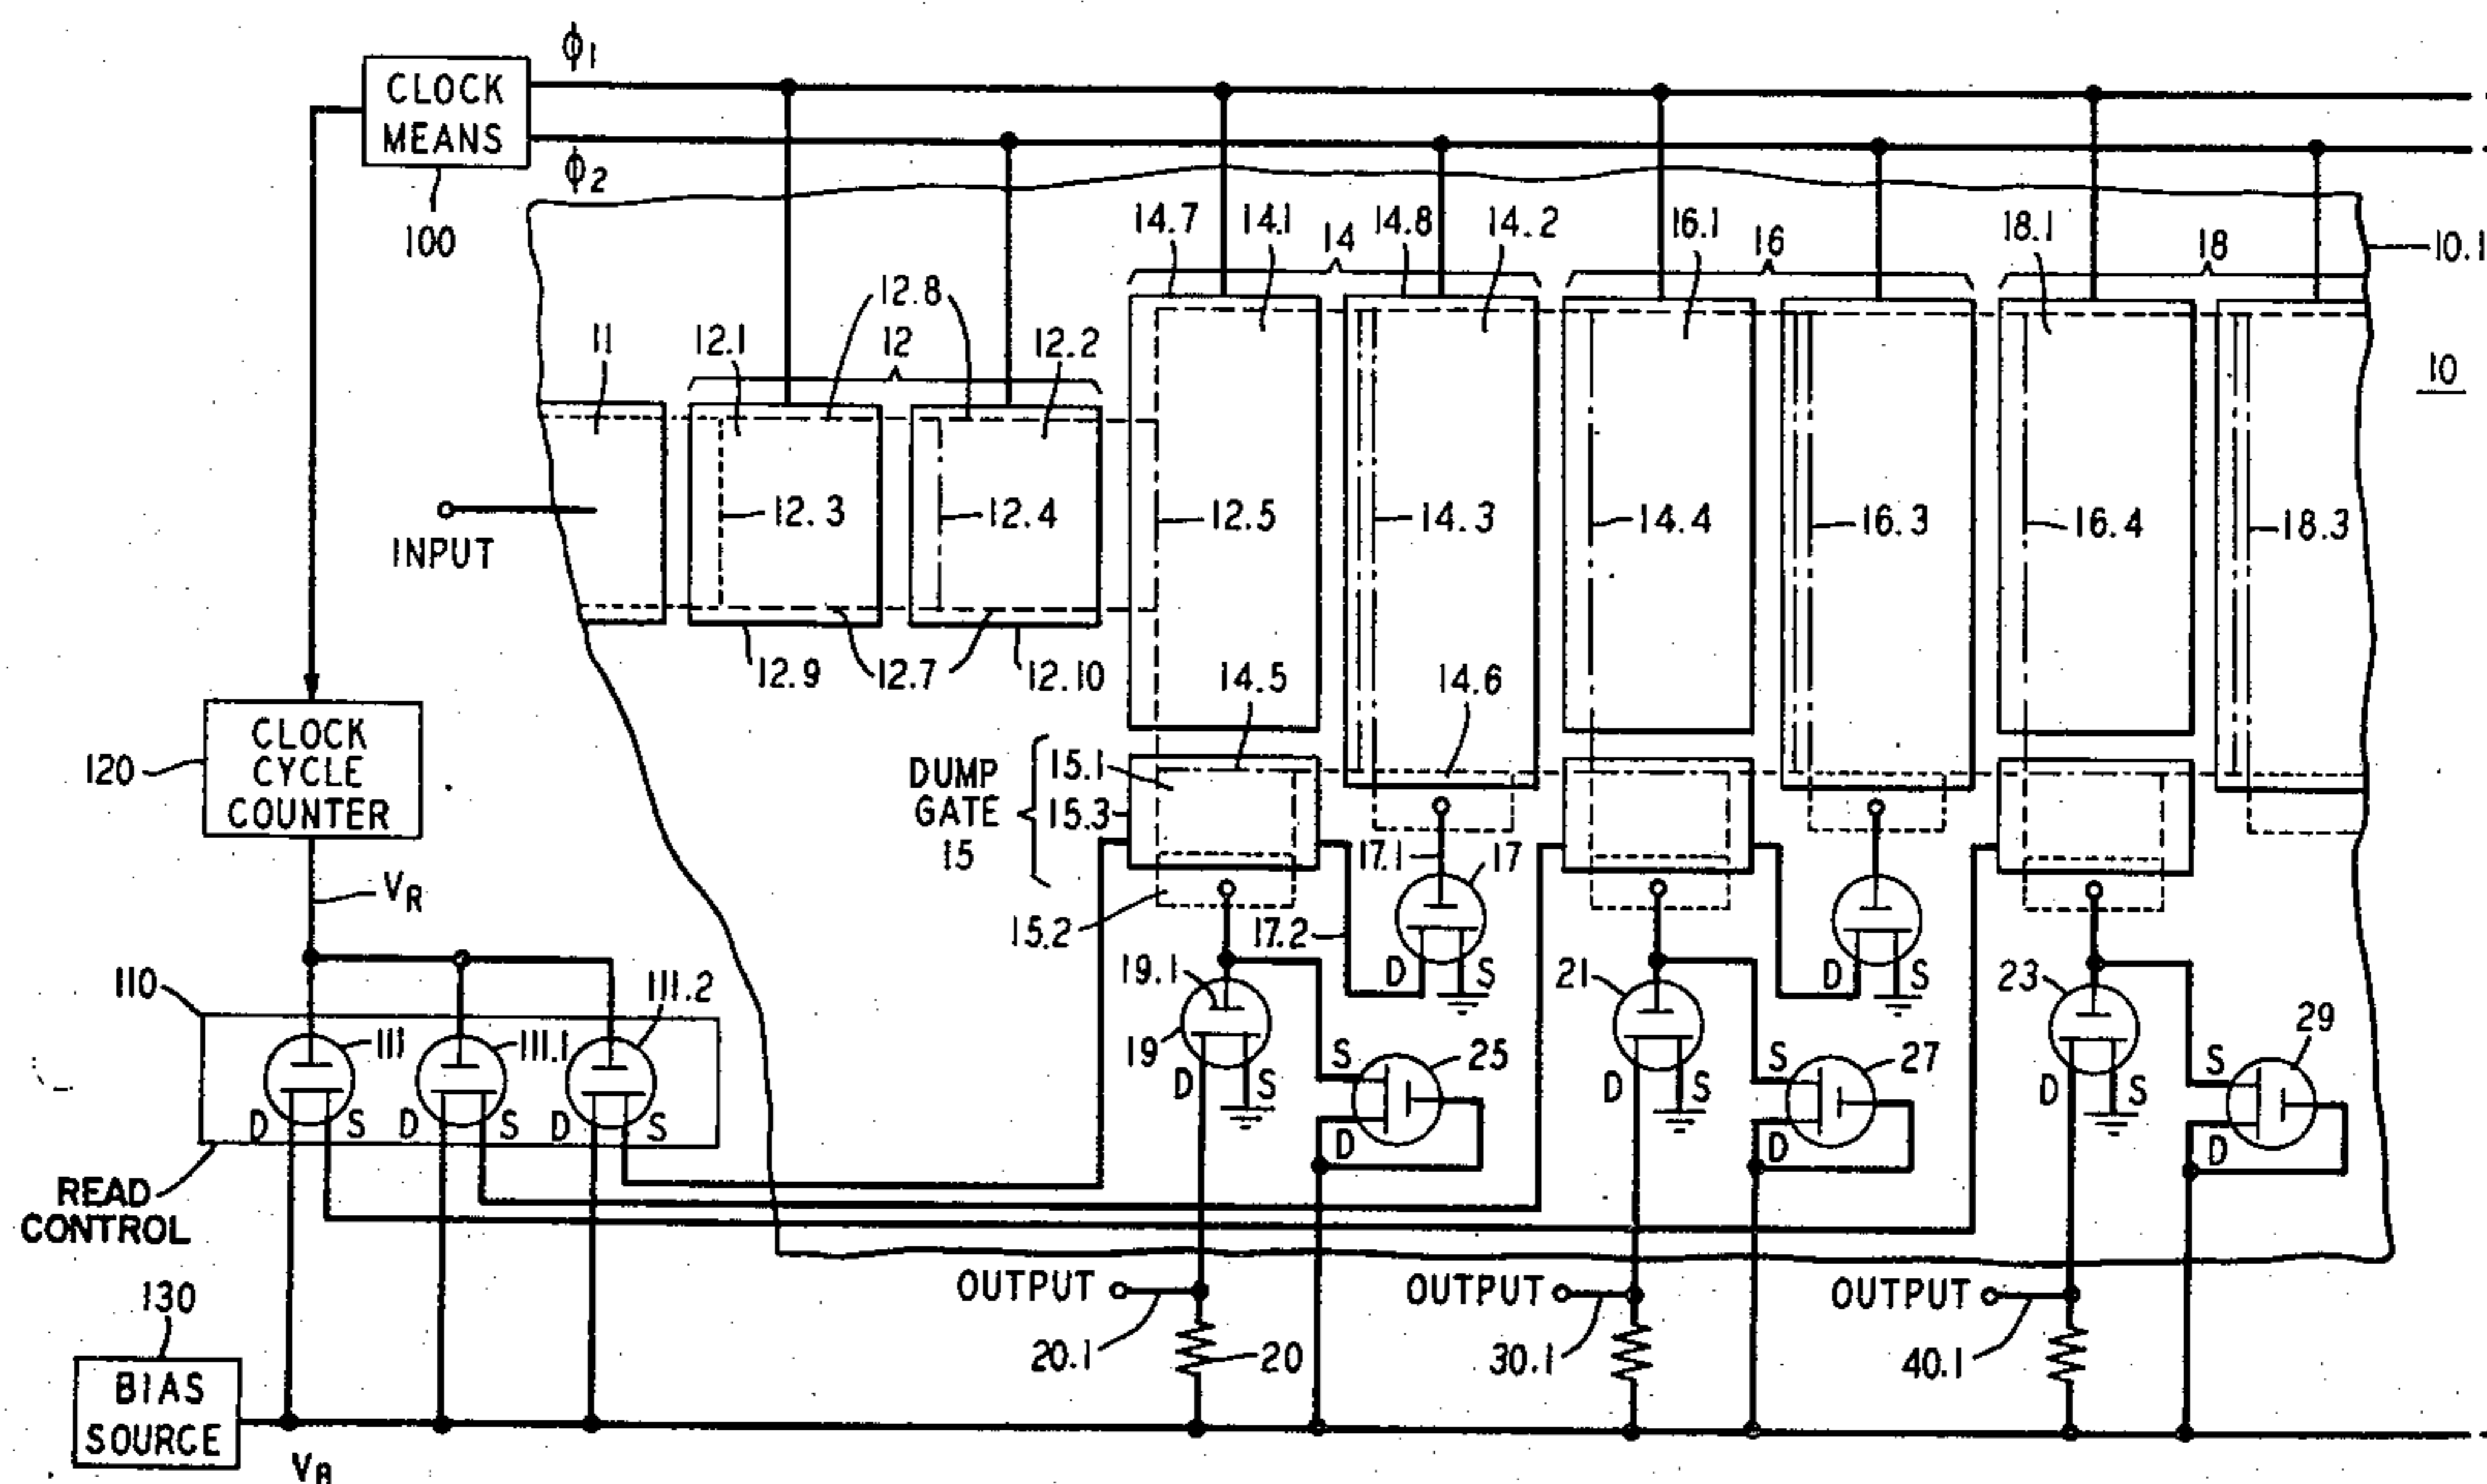 ϕ1
CLOCK
MEANS
ϕ2
100
14.7
14.1
14
14.8
14.2
16.1
16
18.1
18
10.1
10
12.8
11
12.1
12
12.2
12.3
12.4
12.5
14.3
14.4
16.3
16.4
18.3
INPUT
12.9
12.7
12.10
14.5
14.6
CLOCK
CYCLE
COUNTER
120
DUMP
GATE
15
15.1
15.3
15.2
17.1
17
17.2
VR
110
111
111.1
111.2
D
S
D
S
D
S
19.1
19
D
S
D
S
25
S
D
21
D
S
D
S
27
S
D
23
D
S
29
S
D
READ
CONTROL
130
BIAS
SOURCE
VB
OUTPUT
20.1
20
OUTPUT
30.1
OUTPUT
40.1